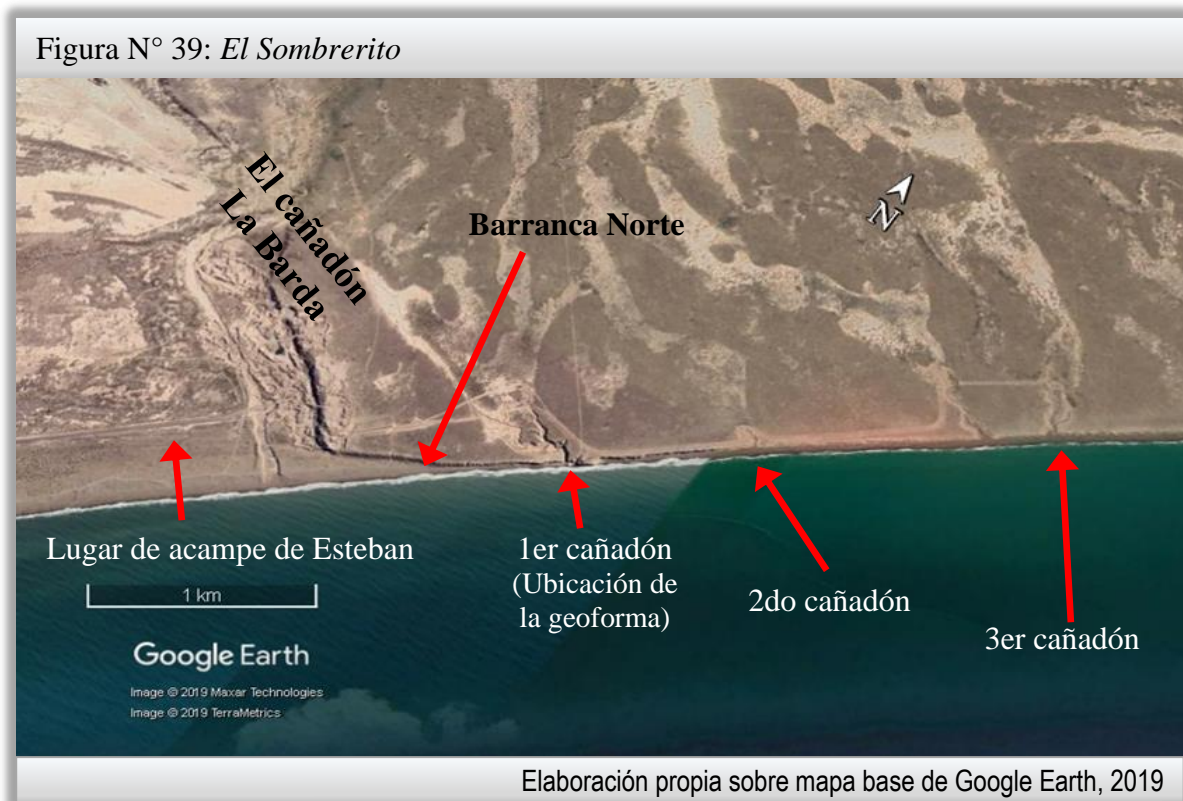 Figura N° 39: El Sombrerito
El cañadón
La Barda
Barranca Norte
N
Lugar de acampe de Esteban
1er cañadón
(Ubicación de
la geoforma)
2do cañadón
3er cañadón
1 km
Google Earth
Image © 2019 Maxar Technologies
Image © 2019 TerraMetrics
Elaboración propia sobre mapa base de Google Earth, 2019